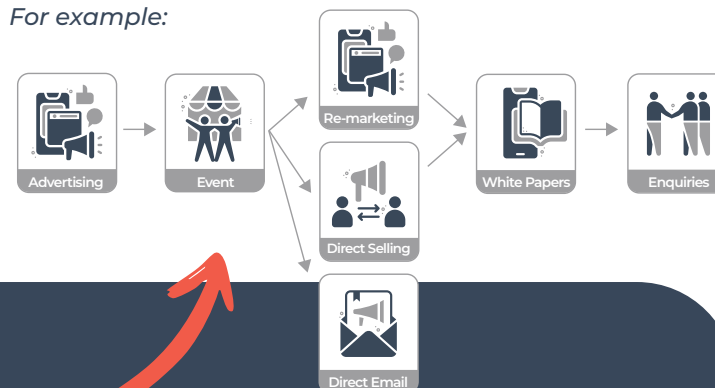 For example:
Advertising
Event
Re-marketing
Direct Selling
Direct Email
White Papers
Enquiries